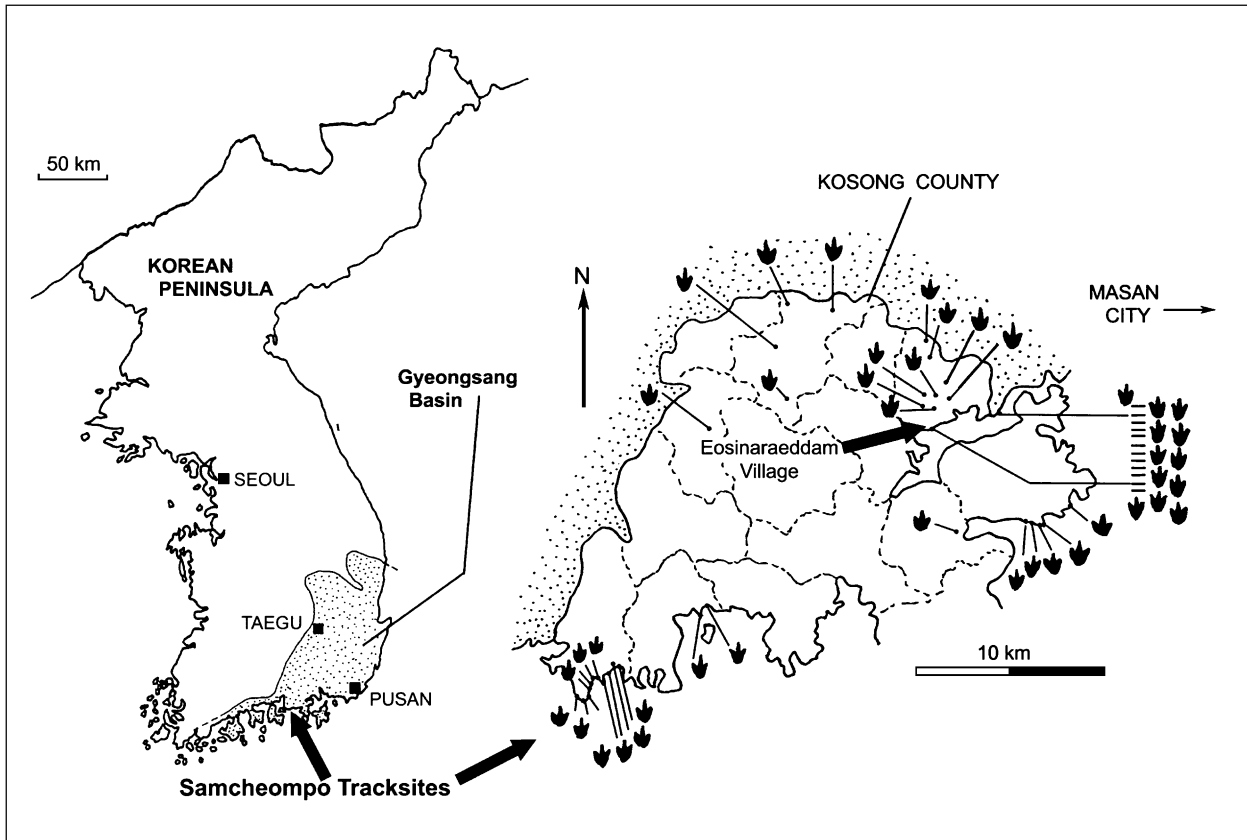 50 km
KOREAN
PENINSULA
Gyeongsang
Basin
SEOUL
TAEGU
PUSAN
Samcheompo Tracksites
N
KOSONG COUNTY
MASAN
CITY
Eosinaraeddam
Village
10 km